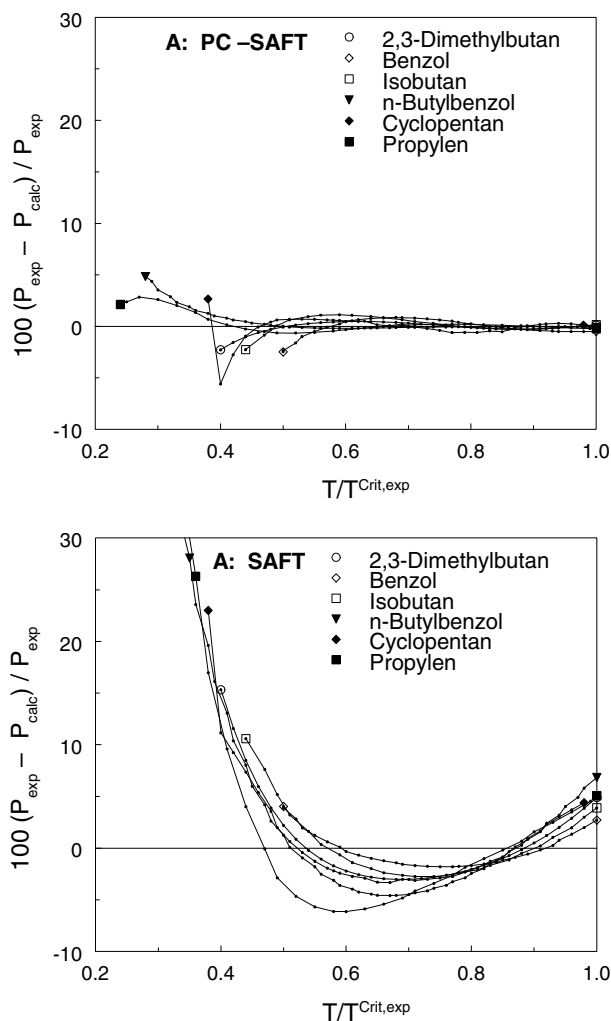 A: PC –SAFT
2,3-Dimethylbutan
Benzol
Isobutan
n-Butylbenzol
Cyclopentan
Propylen
30
20
10
0
-10
100 (Pexp – Pcalc) / Pexp
0.2 0.4 0.6 0.8 1.0
T/TCrit,exp
A: SAFT
2,3-Dimethylbutan
Benzol
Isobutan
n-Butylbenzol
Cyclopentan
Propylen
30
20
10
0
-10
100 (Pexp – Pcalc) / Pexp
0.2 0.4 0.6 0.8 1.0
T/TCrit,exp